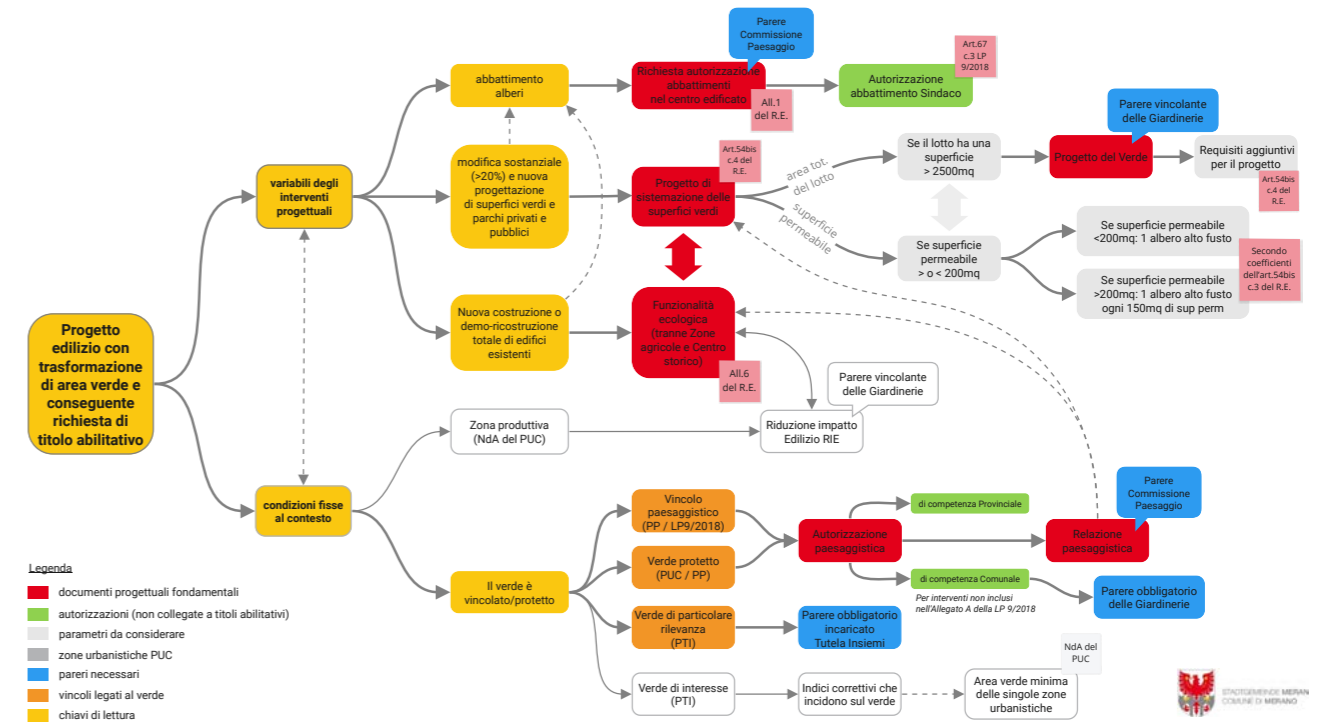 Parere
Commissione
Paesaggio
Art.67
c.3 LP
9/2018
abbattimento
alberi
Richiesta autorizzazione
abbattimenti
nel centro edificato
All.1
del R.E.
Autorizzazione
abbattimento Sindaco
Parere vincolante
delle Giardinerie
variabili degli
interventi
progettuali
modifica sostanziale
(>20%) e nuova
progettazione
di superfici verdi e
parchi privati e
pubblici
Art.54bis
c.4 del
R.E.
Progetto di
sistemazione delle
superfici verdi
area tot.
del lotto
superficie
permeabile
Se il lotto ha una
superficie
> 2500mq
Progetto del Verde
Requisiti aggiuntivi
per il progetto
Art.54bis
c.4 del
R.E.
Se superficie
permeabile
> o < 200mq
Se superficie permeabile
<200mq: 1 albero alto fusto
Se superficie permeabile
>200mq: 1 albero alto fusto
ogni 150mq di sup perm
Secondo
coefficienti
dell'art.54bis
c.3 del R.E.
Nuova costruzione o
demo-ricostruzione
totale di edifici
esistenti
Funzionalità
ecologica
(tranne Zone
agricole e Centro
storico)
All.6
del R.E.
Progetto
edilizio con
trasformazione
di area verde e
conseguente
richiesta di
titolo abilitativo
Parere vincolante
delle Giardinerie
Zona produttiva
(NdA del PUC)
Riduzione impatto
Edilizio RIE
condizioni fisse
al contesto
Il verde è
vincolato/protetto
Vincolo
paesaggistico
(PP / LP9/2018)
Verde protetto
(PUC / PP)
Verde di particolare
rilevanza
(PTI)
Verde di interesse
(PTI)
Autorizzazione
paesaggistica
di competenza Provinciale
di competenza Comunale
Per interventi non inclusi
nell'Allegato A della LP 9/2018
Relazione
paesaggistica
Parere
Commissione
Paesaggio
Parere obbligatorio
delle Giardinerie
Parere obbligatorio
incaricato
Tutela Insiemi
Indici correttivi che
incidono sul verde
Area verde minima
delle singole zone
urbanistiche
NdA del
PUC
Legenda
documenti progettuali fondamentali
autorizzazioni (non collegate a titoli abilitativi)
parametri da considerare
zone urbanistiche PUC
pareri necessari
vincoli legati al verde
chiavi di lettura
STADTGEMEINDE MERAN
COMUNE DI MERANO